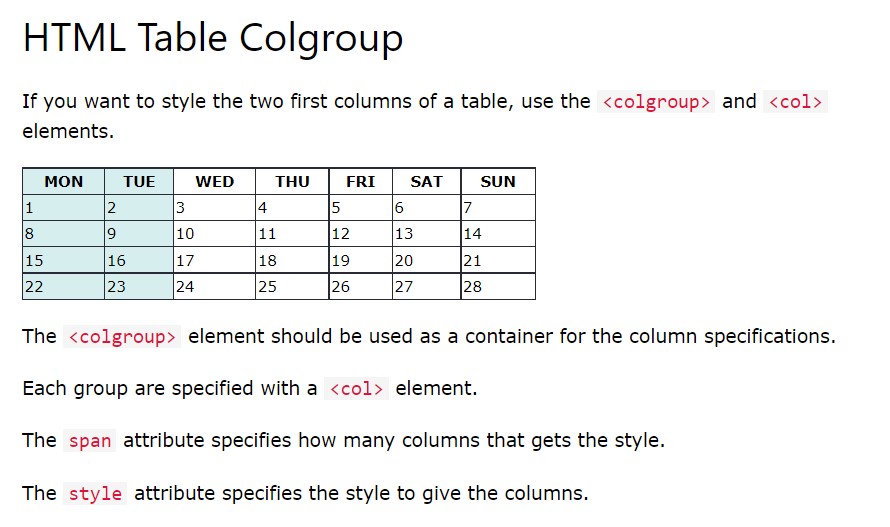 HTML Table Colgroup
If you want to style the two first columns of a table, use the <colgroup> and <col>
elements.
MON TUE WED THU FRI SAT SUN
1 2 3 4 5 6 7
8 9 10 11 12 13 14
15 16 17 18 19 20 21
22 23 24 25 26 27 28
The <colgroup> element should be used as a container for the column specifications.
Each group are specified with a <col> element.
The span attribute specifies how many columns that gets the style.
The style attribute specifies the style to give the columns.